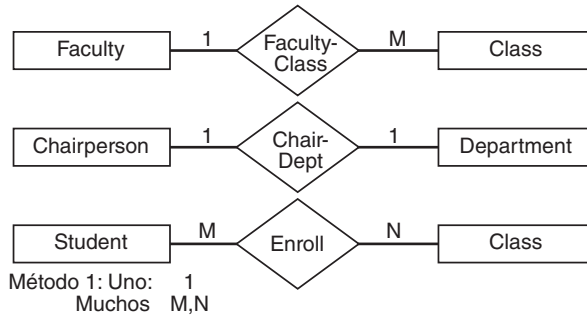 1 Faculty- M
Faculty Class Class
1 Chair- 1
Chairperson Dept Department
M N
Student Enroll Class
Método 1: Uno: 1
Muchos M,N